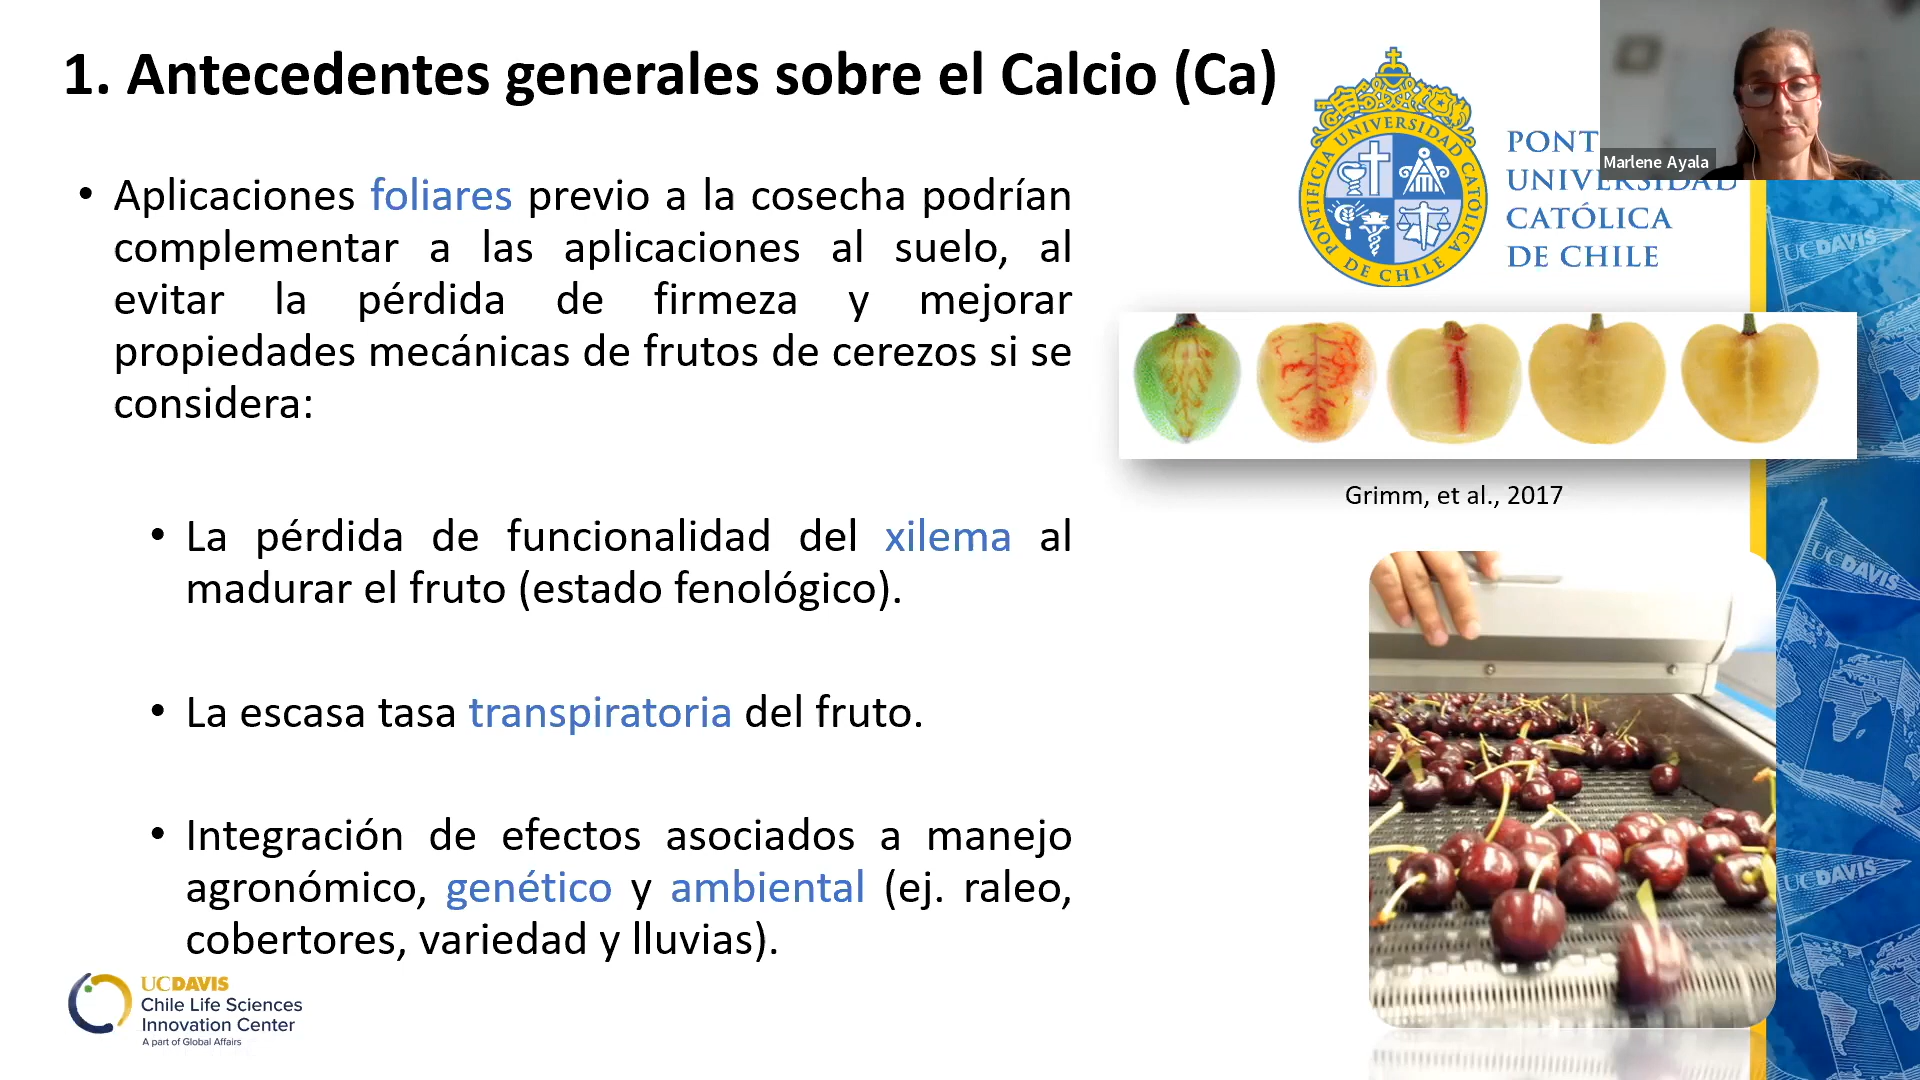 1. Antecedentes generales sobre el Calcio (Ca)
• Aplicaciones foliares previo a la cosecha podrían
complementar a las aplicaciones al suelo, al
evitar la pérdida de firmeza y mejorar
propiedades mecánicas de frutos de cerezos si se
considera:
• La pérdida de funcionalidad del xilema al
madurar el fruto (estado fenológico).
• La escasa tasa transpiratoria del fruto.
• Integración de efectos asociados a manejo
agronómico, genético y ambiental (ej. raleo,
cobertores, variedad y lluvias).
UCDAVIS
Chile Life Sciences
Innovation Center
A part of Global Affairs
PONTIFICIA UNIVERSIDAD CATÓLICA
DE CHILE
PONT
UNIVERSIDAD
CATÓLICA
DE CHILE
Marlene Ayala
Grimm, et al., 2017
UCDAVIS
UCDAVIS
UCDAVIS